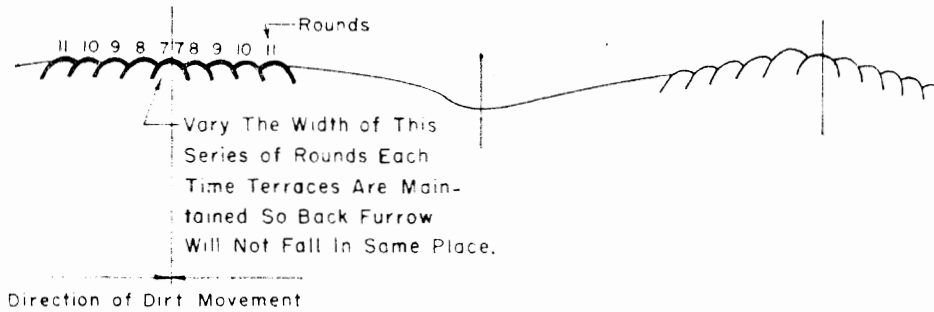 Rounds
11 10 9 8 7 7 8 9 10 11
Vary The Width of This
Series of Rounds Each
Time Terraces Are Main-
tained So Back Furrow
Will Not Fall In Same Place.
Direction of Dirt Movement